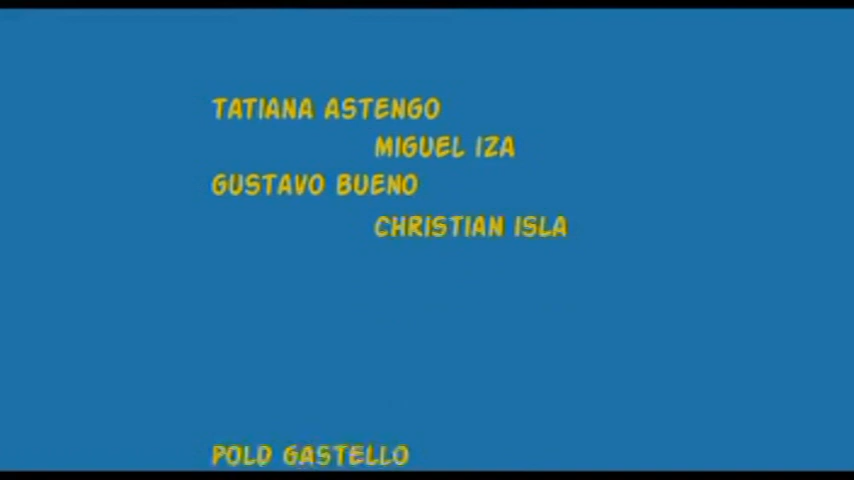 TATIANA ASTENGO
MIGUEL IZA
GUSTAVO BUENO
CHRISTIAN ISLA
POLD GASTELLO